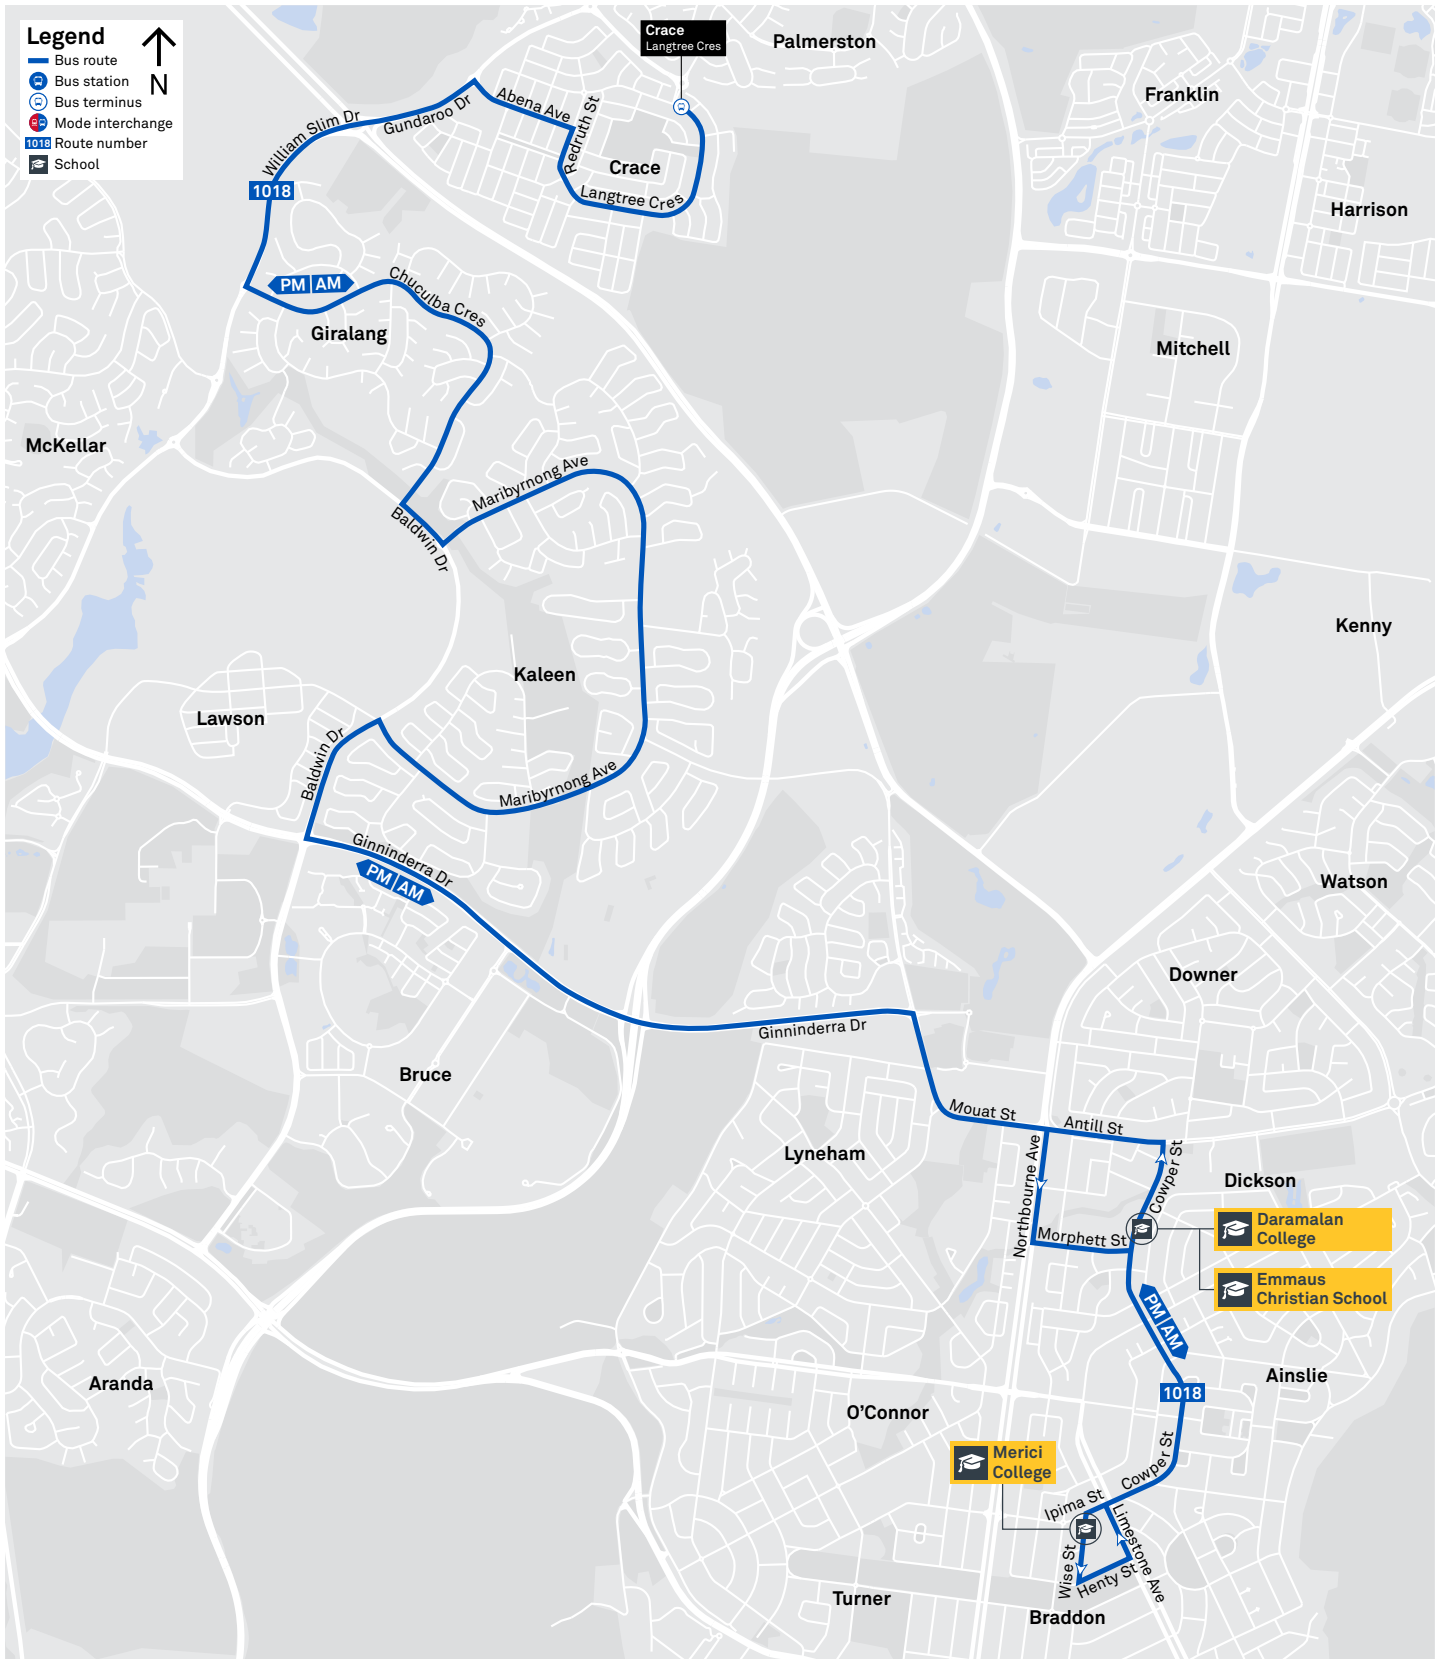 Legend
N
Bus route
Bus station
Bus terminus
Mode interchange
1018 Route number
School
Crace
Langtree Cres
Palmerston
Franklin
Harrison
Abena Ave
Gundaroo Dr
William Slim Dr
Redruth St
Crace
Langtree Cres
1018
PM AM
Chuculba Cres
Giralang
Mitchell
McKellar
Maribyrnong Ave
Baldwin Dr
Kenny
Kaleen
Lawson
Baldwin Dr
Maribyrnong Ave
Ginninderra Dr
PM AM
Watson
Downer
Ginninderra Dr
Bruce
Mouat St
Antill St
Lyneham
Northbourne Ave
Cowper St
Dickson
Morphett St
Daramalan
College
Emmaus
Christian School
PM AM
Aranda
Ainslie
1018
O'Connor
Merici
College
Cowper St
Ipima St
Limestone Ave
Wise St
Henty St
Turner
Braddon